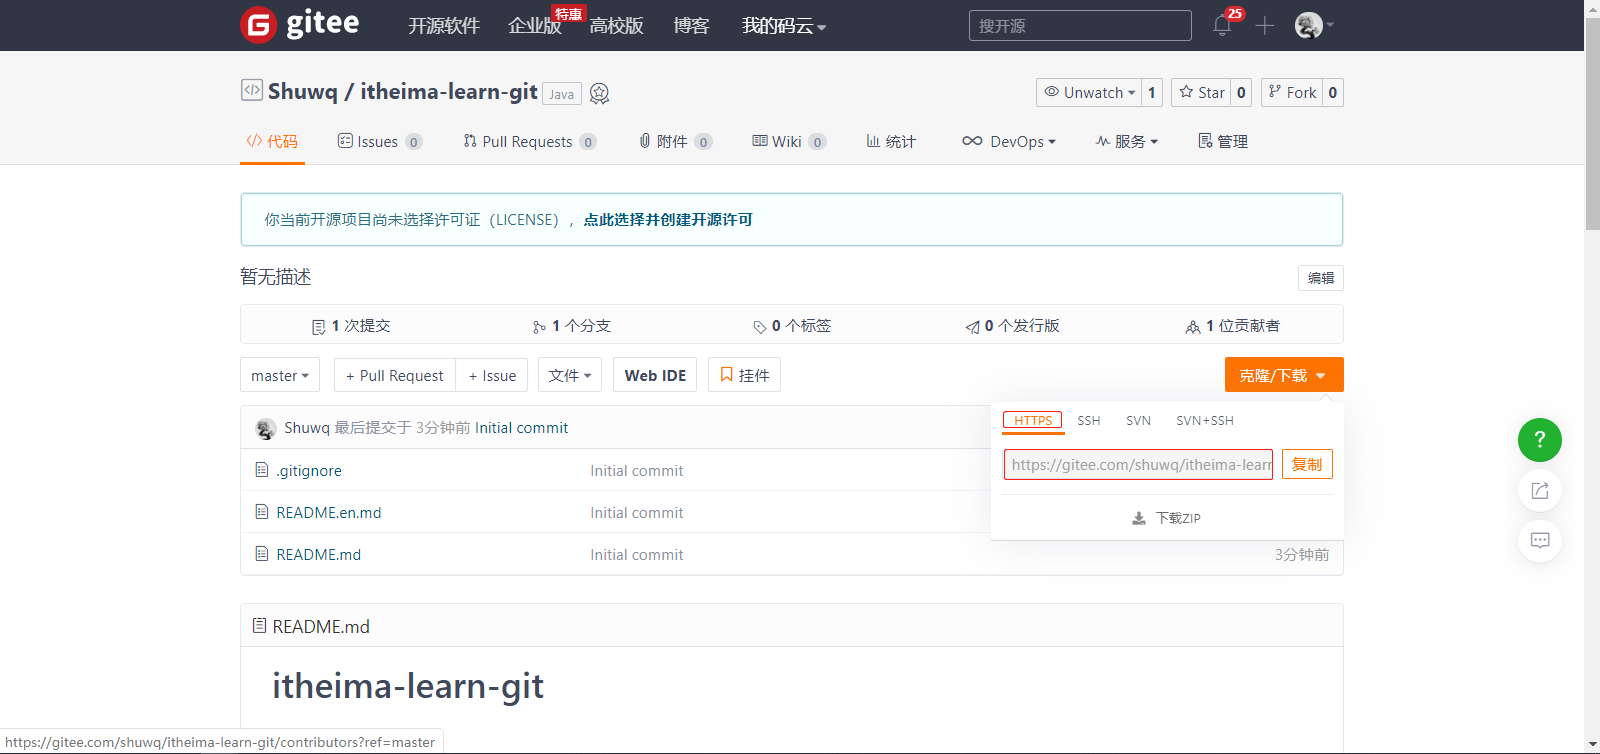 gitee 开源软件 企业版 特惠 高校版 博客 我的码云 搜开源 25
Shuwq / itheima-learn-git Java Unwatch 1 Star 0 Fork 0
代码 Issues 0 Pull Requests 0 附件 0 Wiki 0 统计 DevOps 服务 管理
你当前开源项目尚未选择许可证（LICENSE），点此选择并创建开源许可
暂无描述 编辑
1 次提交 1 个分支 0 个标签 0 个发行版 1 位贡献者
master + Pull Request + Issue 文件 Web IDE 挂件 克隆/下载
HTTPS SSH SVN SVN+SSH
Shuwq 最后提交于 3分钟前 Initial commit
https://gitee.com/shuwq/itheima-learn 复制
.gitignore Initial commit
README.en.md Initial commit
下载ZIP
README.md Initial commit 3分钟前
README.md
itheima-learn-git
https://gitee.com/shuwq/itheima-learn-git/contributors?ref=master